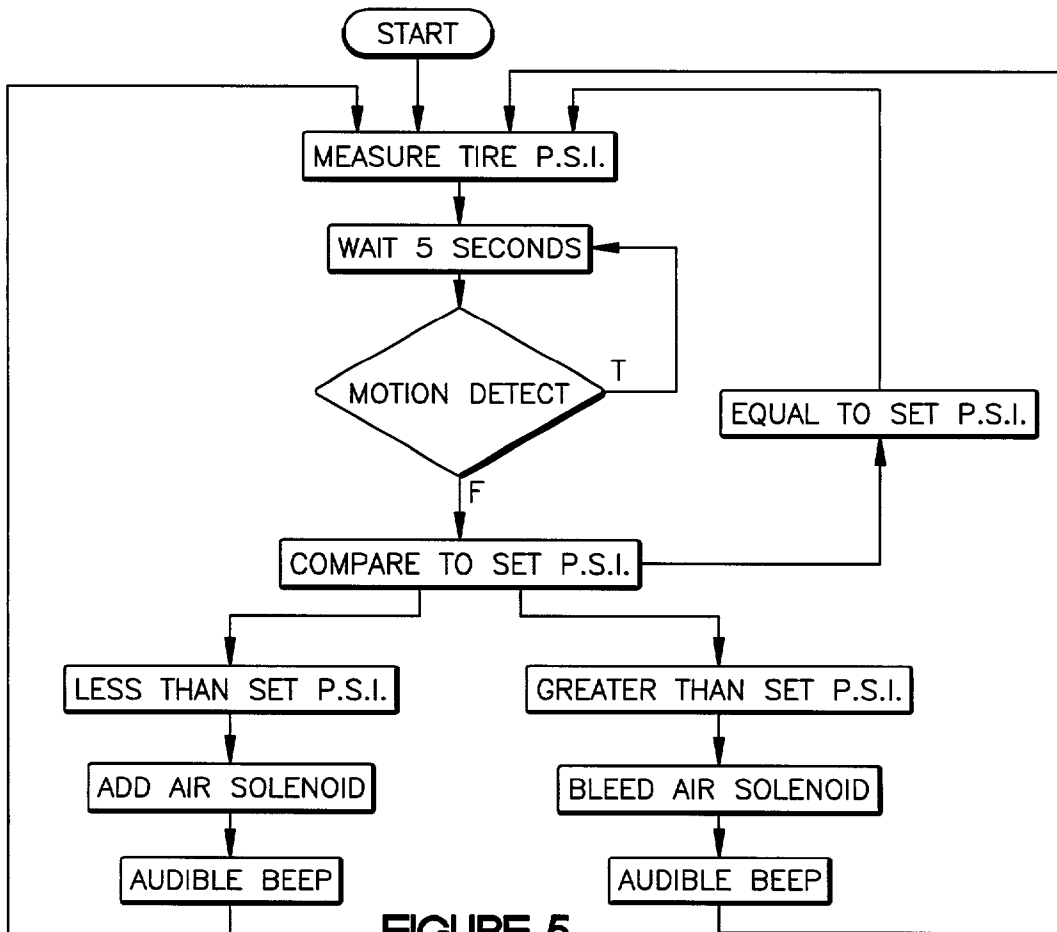 START
MEASURE TIRE P.S.I.
WAIT 5 SECONDS
MOTION DETECT
T
EQUAL TO SET P.S.I.
F
COMPARE TO SET P.S.I.
LESS THAN SET P.S.I.
GREATER THAN SET P.S.I.
ADD AIR SOLENOID
BLEED AIR SOLENOID
AUDIBLE BEEP
AUDIBLE BEEP
FIGURE 5